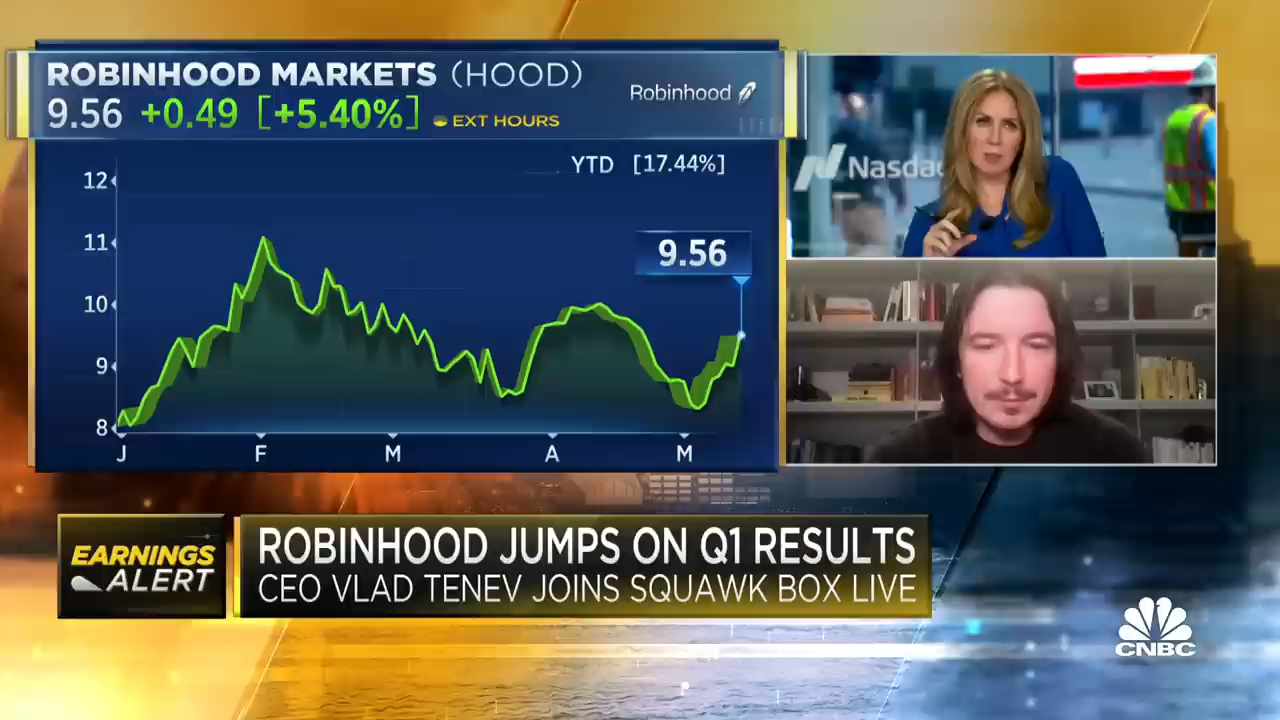 ROBINHOOD MARKETS (HOOD)
9.56 +0.49 [+5.40%] EXT HOURS
Robinhood
YTD [17.44%]
12
11
10
9
8
9.56
J F M A M
Nasdaq
EARNINGS
ALERT
ROBINHOOD JUMPS ON Q1 RESULTS
CEO VLAD TENEV JOINS SQUAWK BOX LIVE
CNBC